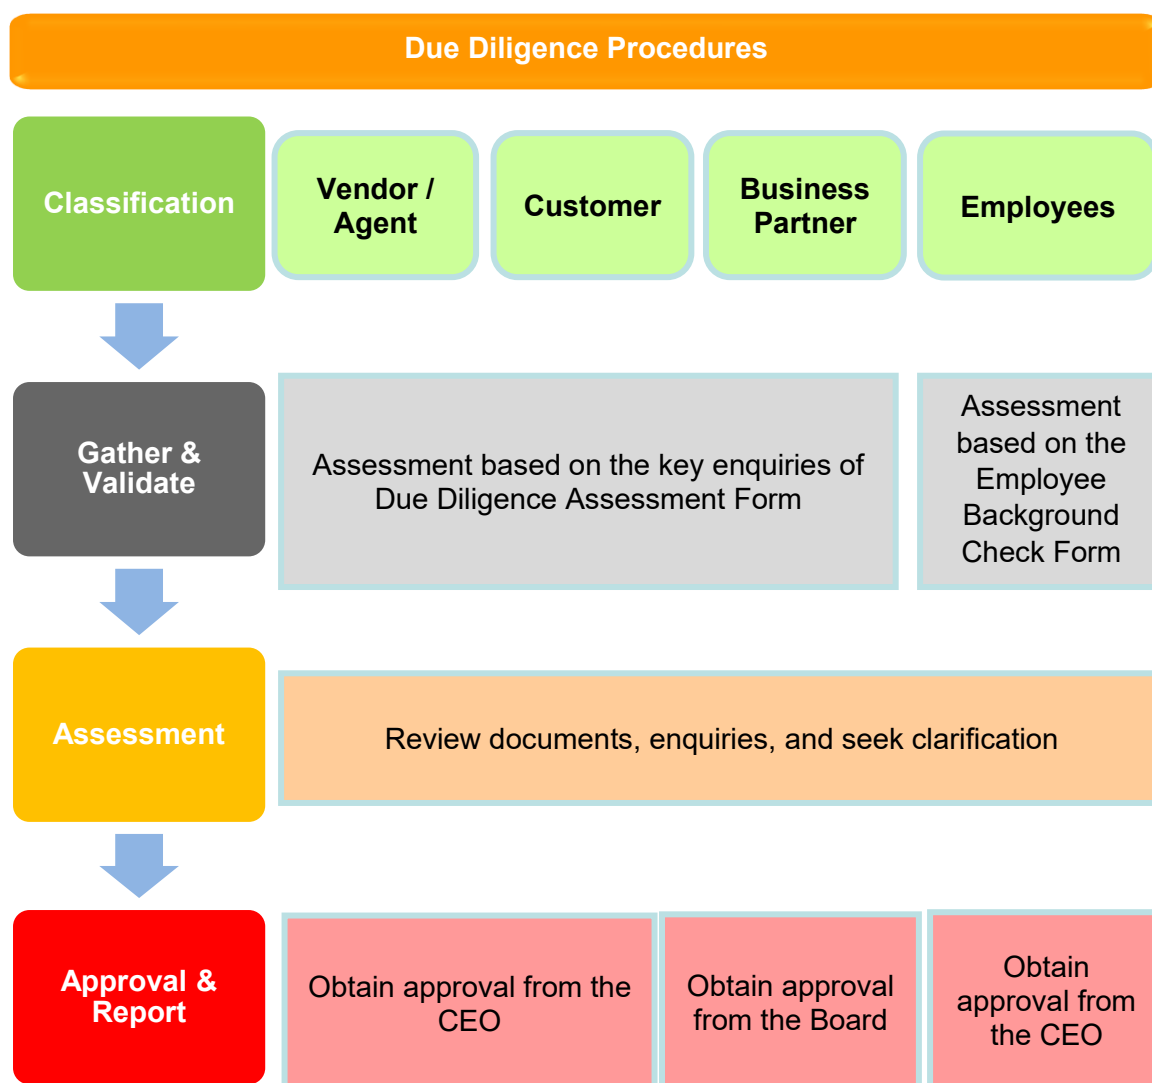 Due Diligence Procedures
Classification
Vendor /
Agent
Customer
Business
Partner
Employees
Gather &
Validate
Assessment based on the key enquiries of
Due Diligence Assessment Form
Assessment
based on the
Employee
Background
Check Form
Assessment
Review documents, enquiries, and seek clarification
Approval &
Report
Obtain approval from the
CEO
Obtain approval
from the Board
Obtain
approval from
the CEO